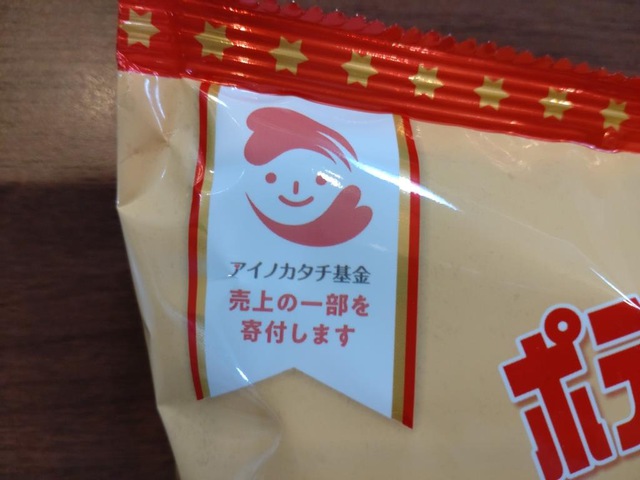 アイノカタチ基金
売上の一部を
寄付します
ポテ